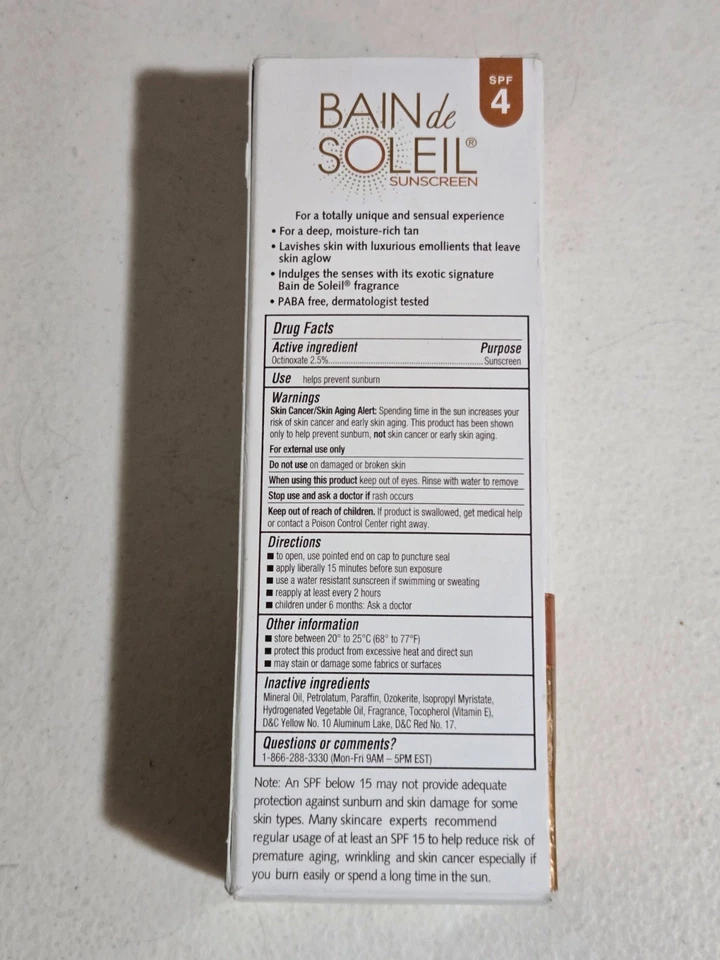 SPF
4
BAIN de
SOLEIL®
SUNSCREEN
For a totally unique and sensual experience
• For a deep, moisture-rich tan
• Lavishes skin with luxurious emollients that leave
skin aglow
• Indulges the senses with its exotic signature
Bain de Soleil® fragrance
• PABA free, dermatologist tested
Drug Facts
Active ingredient Purpose
Octinoxate 2.5%..........................................................Sunscreen
Use helps prevent sunburn
Warnings
Skin Cancer/Skin Aging Alert: Spending time in the sun increases your
risk of skin cancer and early skin aging. This product has been shown
only to help prevent sunburn, not skin cancer or early skin aging.
For external use only
Do not use on damaged or broken skin
When using this product keep out of eyes. Rinse with water to remove
Stop use and ask a doctor if rash occurs
Keep out of reach of children. If product is swallowed, get medical help
or contact a Poison Control Center right away.
Directions
■ to open, use pointed end on cap to puncture seal
■ apply liberally 15 minutes before sun exposure
■ use a water resistant sunscreen if swimming or sweating
■ reapply at least every 2 hours
■ children under 6 months: Ask a doctor
Other information
■ store between 20° to 25°C (68° to 77°F)
■ protect this product from excessive heat and direct sun
■ may stain or damage some fabrics or surfaces
Inactive ingredients
Mineral Oil, Petrolatum, Paraffin, Ozokerite, Isopropyl Myristate,
Hydrogenated Vegetable Oil, Fragrance, Tocopherol (Vitamin E),
D&C Yellow No. 10 Aluminum Lake, D&C Red No. 17.
Questions or comments?
1-866-288-3330 (Mon-Fri 9AM – 5PM EST)
Note: An SPF below 15 may not provide adequate
protection against sunburn and skin damage for some
skin types. Many skincare experts recommend
regular usage of at least an SPF 15 to help reduce risk of
premature aging, wrinkling and skin cancer especially if
you burn easily or spend a long time in the sun.